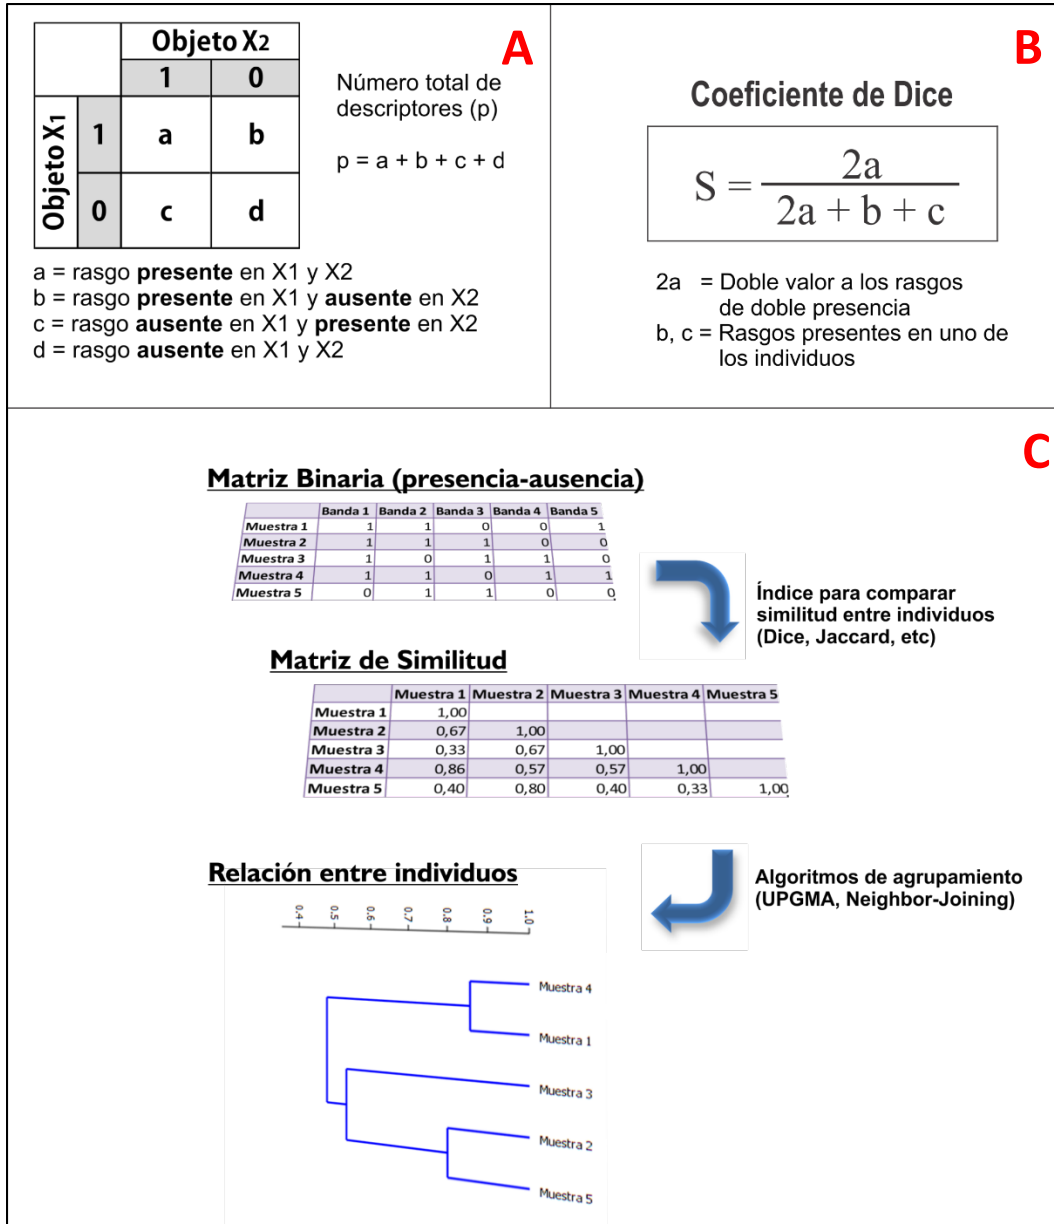 A
Objeto X2
1 0
Objeto X1
1 a b
0 c d
Número total de
descriptores (p)
p = a + b + c + d
a = rasgo presente en X1 y X2
b = rasgo presente en X1 y ausente en X2
c = rasgo ausente en X1 y presente en X2
d = rasgo ausente en X1 y X2
B
Coeficiente de Dice
S = 2a
2a + b + c
2a = Doble valor a los rasgos
de doble presencia
b, c = Rasgos presentes en uno de
los individuos
C
Matriz Binaria (presencia-ausencia)
Banda 1 Banda 2 Banda 3 Banda 4 Banda 5
Muestra 1 1 1 0 0 1
Muestra 2 1 1 1 0 0
Muestra 3 1 0 1 1 0
Muestra 4 1 1 0 1 1
Muestra 5 0 1 1 0 0
Índice para comparar
similitud entre individuos
(Dice, Jaccard, etc)
Matriz de Similitud
Muestra 1 Muestra 2 Muestra 3 Muestra 4 Muestra 5
Muestra 1 1,00
Muestra 2 0,67 1,00
Muestra 3 0,33 0,67 1,00
Muestra 4 0,86 0,57 0,57 1,00
Muestra 5 0,40 0,80 0,40 0,33 1,00
Relación entre individuos
Algoritmos de agrupamiento
(UPGMA, Neighbor-Joining)
0.4 0.5 0.6 0.7 0.8 0.9 1.0
Muestra 4
Muestra 1
Muestra 3
Muestra 2
Muestra 5